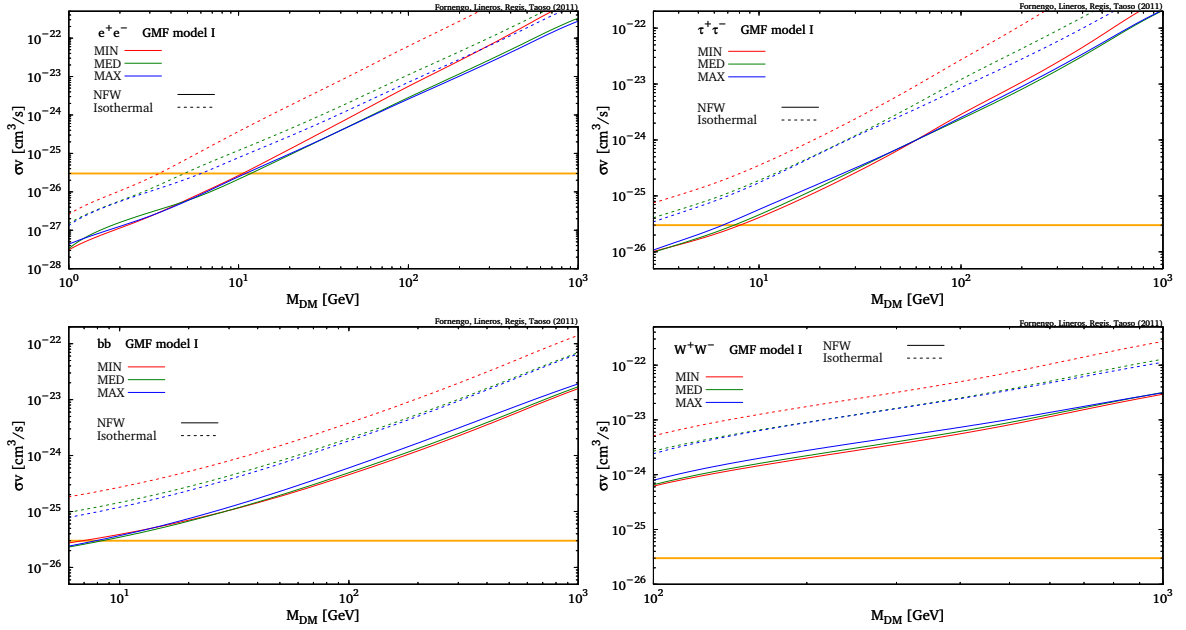 Fornengo, Lineros, Regis, Taoso (2011)
e⁺e⁻ GMF model I
MIN
MED
MAX
NFW
Isothermal
σv [cm³/s]
10⁻²²
10⁻²³
10⁻²⁴
10⁻²⁵
10⁻²⁶
10⁻²⁷
10⁻²⁸
10⁰ 10¹ 10² 10³
M_DM [GeV]
Fornengo, Lineros, Regis, Taoso (2011)
τ⁺τ⁻ GMF model I
MIN
MED
MAX
NFW
Isothermal
σv [cm³/s]
10⁻²²
10⁻²³
10⁻²⁴
10⁻²⁵
10⁻²⁶
10¹ 10² 10³
M_DM [GeV]
Fornengo, Lineros, Regis, Taoso (2011)
bb GMF model I
MIN
MED
MAX
NFW
Isothermal
σv [cm³/s]
10⁻²²
10⁻²³
10⁻²⁴
10⁻²⁵
10⁻²⁶
10¹ 10² 10³
M_DM [GeV]
Fornengo, Lineros, Regis, Taoso (2011)
W⁺W⁻ GMF model I
NFW
Isothermal
MIN
MED
MAX
σv [cm³/s]
10⁻²²
10⁻²³
10⁻²⁴
10⁻²⁵
10⁻²⁶
10² 10³
M_DM [GeV]